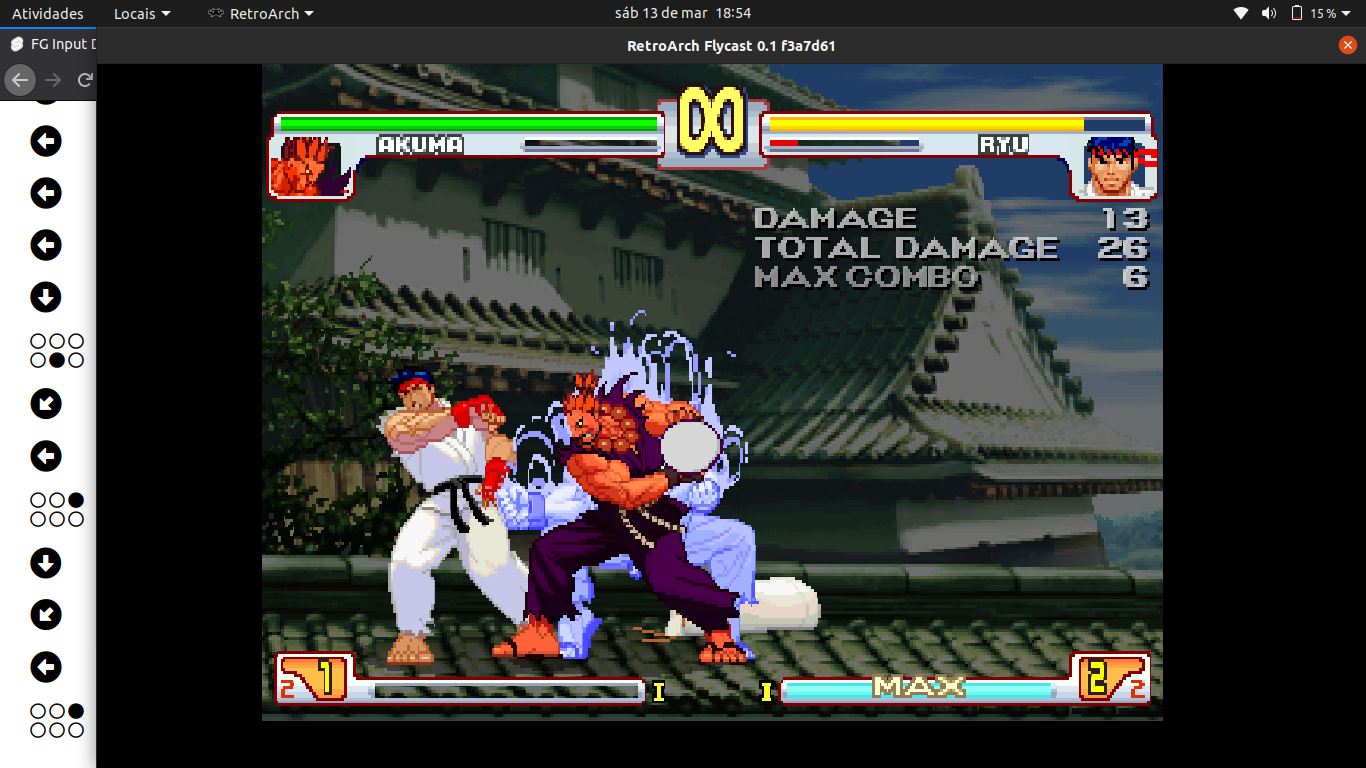 Atividades Locais RetroArch sáb 13 de mar 18:54 15 %
FG Input D
RetroArch Flycast 0.1 f3a7d61
AKUMA RYU
DAMAGE 13
TOTAL DAMAGE 26
MAX COMBO 6
2 1 I I MAX 2 2